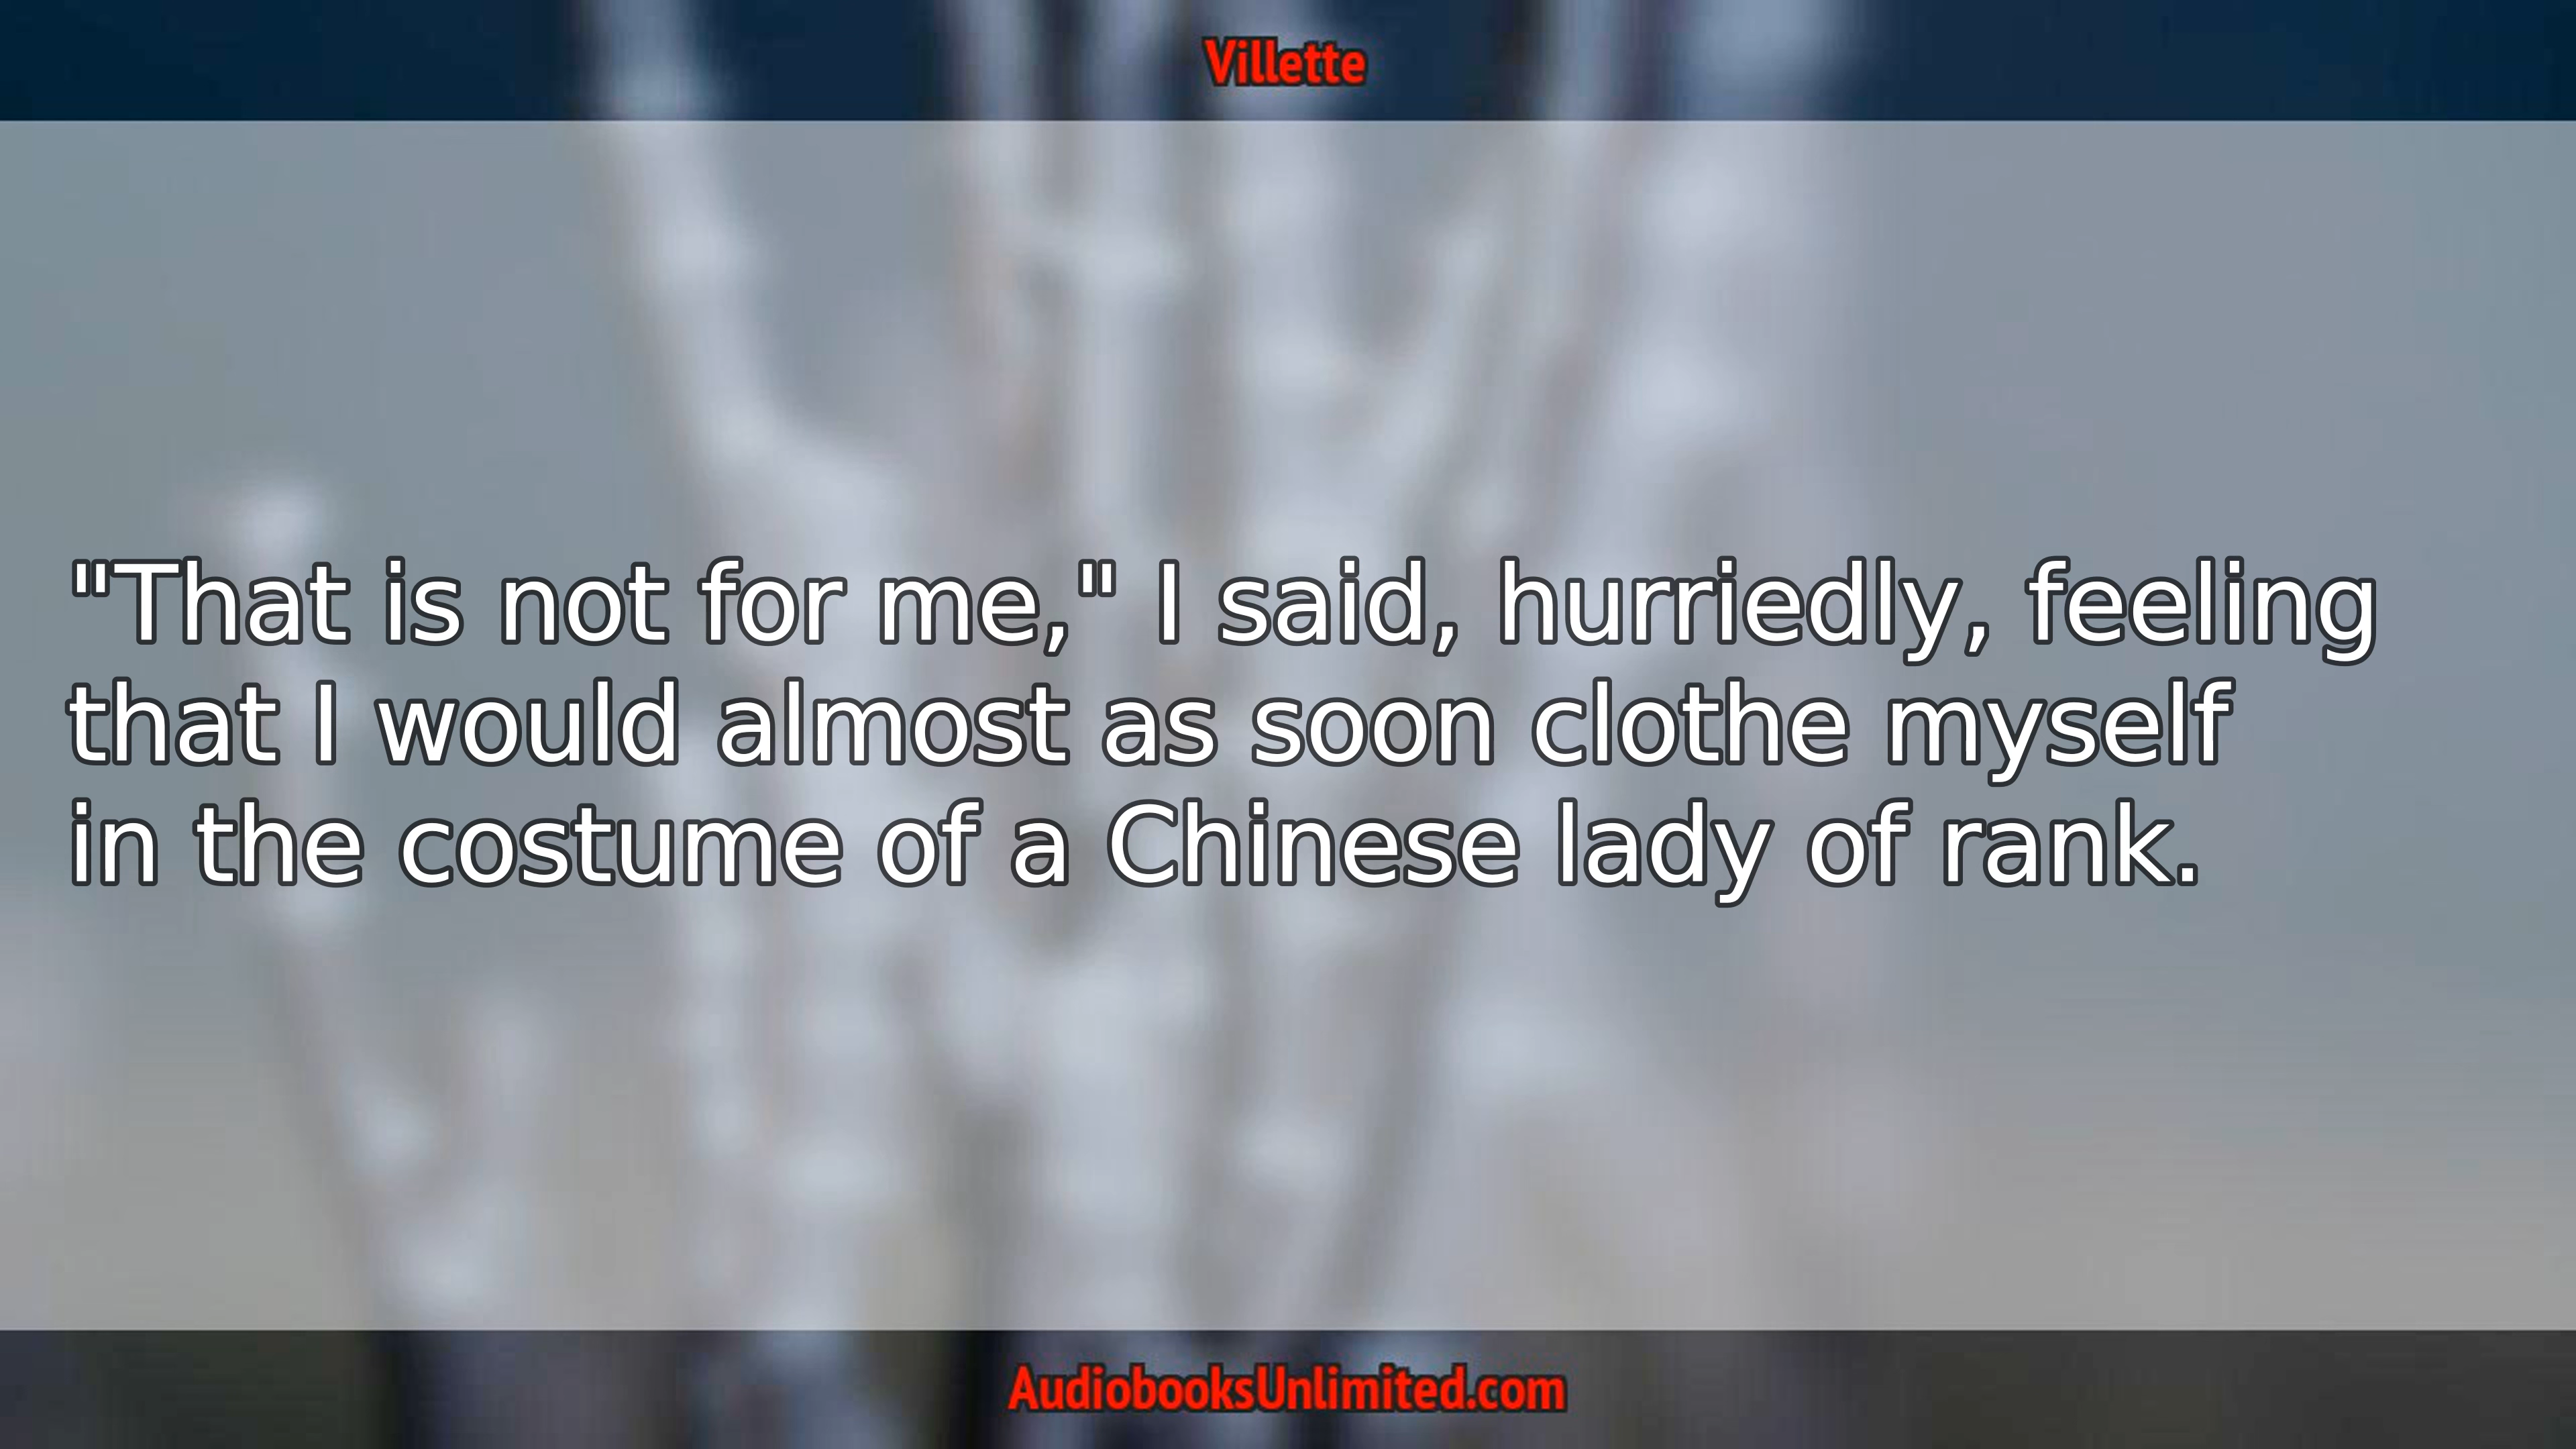 Villette
"That is not for me," I said, hurriedly, feeling
that I would almost as soon clothe myself
in the costume of a Chinese lady of rank.
AudiobooksUnlimited.com